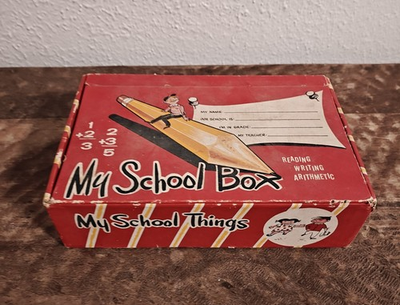 MY NAME
MY SCHOOL IS
I'M IN GRADE
MY TEACHER
1
+2
3
2
+3
5
READING
WRITING
ARITHMETIC
My School Box
My School Things